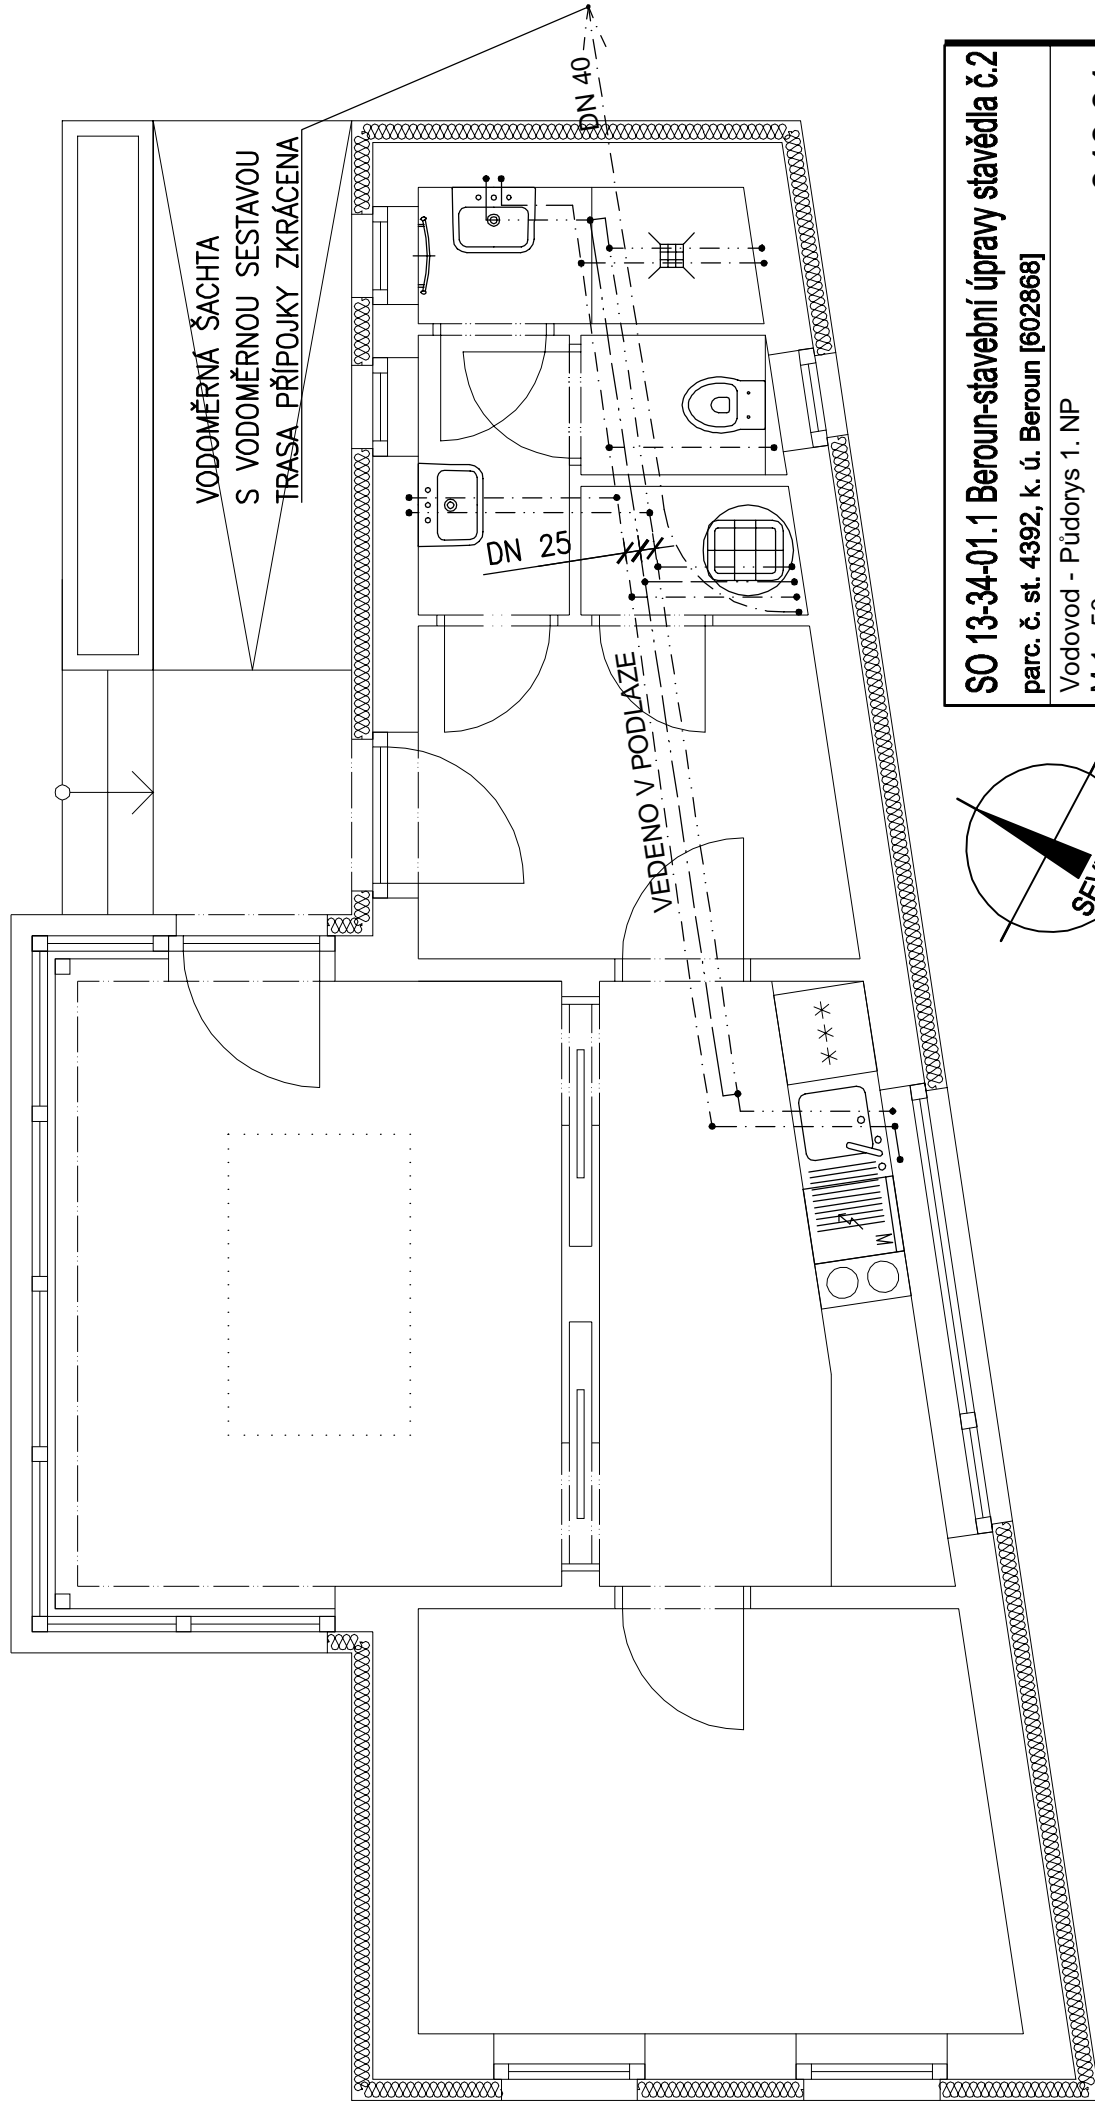 VODOMĚRNÁ ŠACHTA
S VODOMĚRNOU SESTAVOU
TRASA PŘÍPOJKY ZKRÁCENA
DN 40
DN 25
VEDENO V PODLAZE
M
SO 13-34-01.1 Beroun-stavební úpravy stavědla č.2
parc. č. st. 4392, k. ú. Beroun [602868]
Vodovod - Půdorys 1. NP